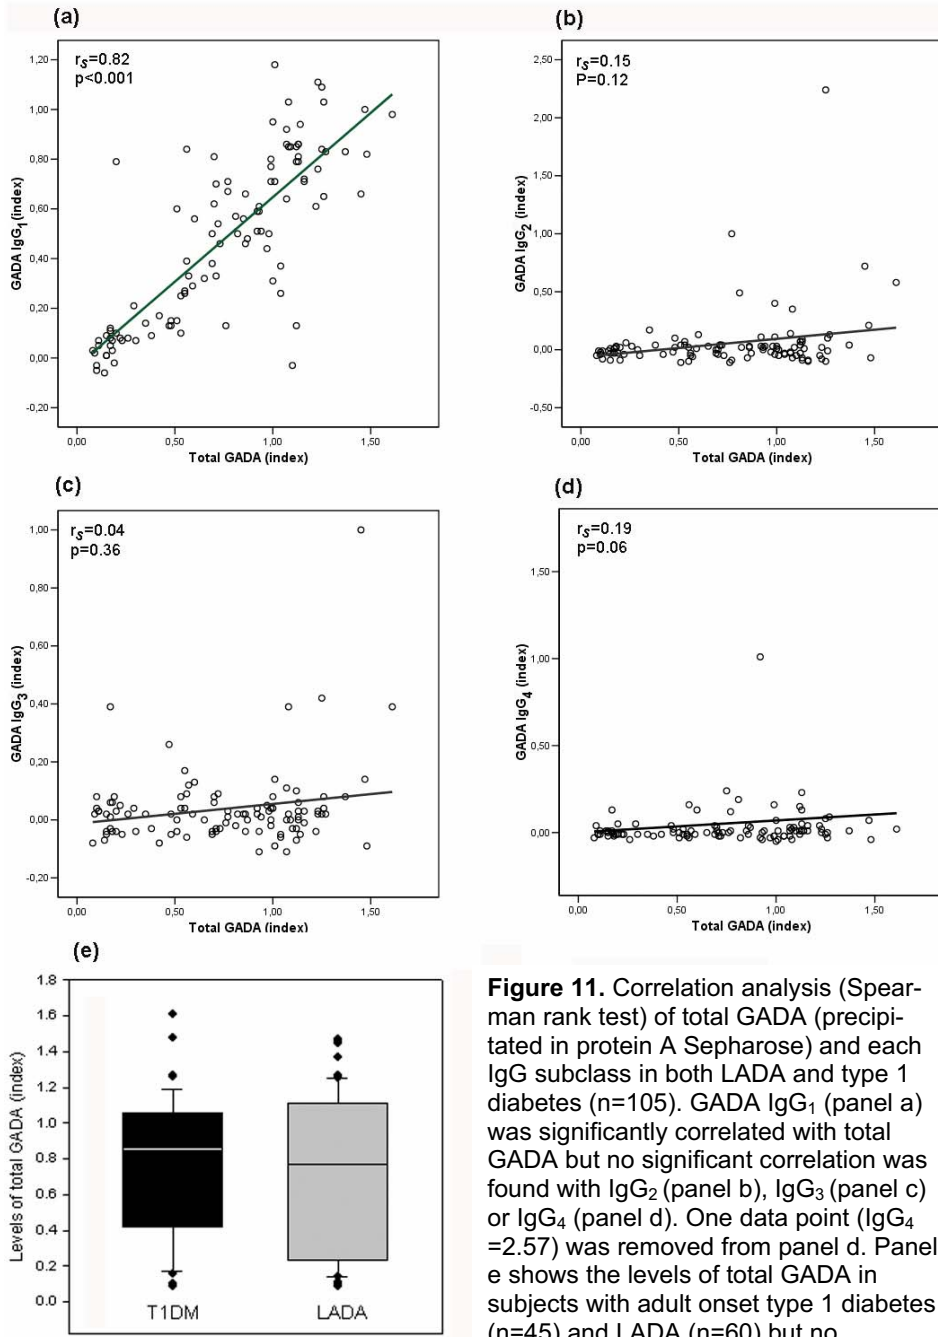 (a)
r_s=0.82
p<0.001
1,20
1,00
0,80
0,60
0,40
0,20
0,00
-0,20
GADA IgG1(index)
0,00 0,50 1,00 1,50
Total GADA (index)
(b)
r_s=0.15
P=0.12
2,50
2,00
1,50
1,00
0,50
0,00
-0,50
GADA IgG2 (index)
0,00 0,50 1,00 1,50
Total GADA (index)
(c)
r_s=0.04
p=0.36
1,00
0,80
0,60
0,40
0,20
0,00
-0,20
GADA IgG3 (index)
0,00 0,50 1,00 1,50
Total GADA (index)
(d)
r_s=0.19
p=0.06
1,50
1,00
0,50
0,00
GADA IgG4 (index)
0,00 0,50 1,00 1,50
Total GADA (index)
(e)
1.8
1.6
1.4
1.2
1.0
0.8
0.6
0.4
0.2
0.0
Levels of total GADA (index)
T1DM LADA
Figure 11. Correlation analysis (Spear-
man rank test) of total GADA (precipi-
tated in protein A Sepharose) and each
IgG subclass in both LADA and type 1
diabetes (n=105). GADA IgG1 (panel a)
was significantly correlated with total
GADA but no significant correlation was
found with IgG2 (panel b), IgG3 (panel c)
or IgG4 (panel d). One data point (IgG4
=2.57) was removed from panel d. Panel
e shows the levels of total GADA in
subjects with adult onset type 1 diabetes
(n=45) and LADA (n=60) but no